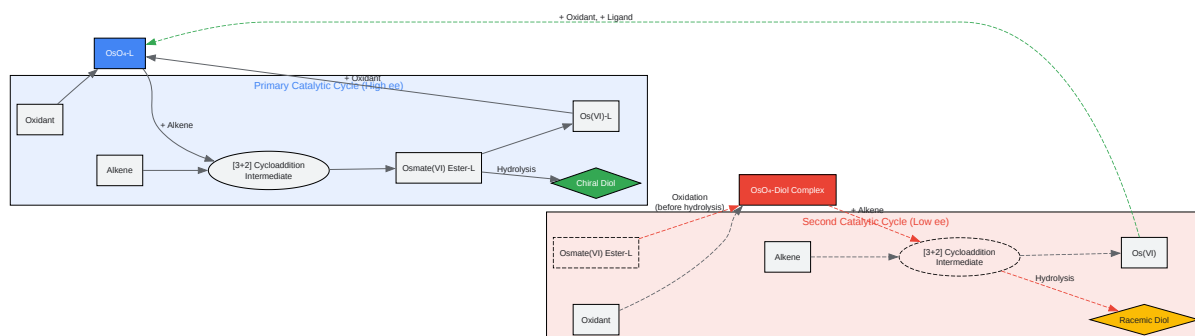 + Oxidant, + Ligand
OsO₄-L
+ Oxidant
Primary Catalytic Cycle (High ee)
Oxidant
Os(VI)-L
+ Alkene
Alkene
[3+2] Cycloaddition
Intermediate
Osmate(VI) Ester-L
Hydrolysis
Chiral Diol
OsO₄-Diol Complex
Oxidation
(before hydrolysis)
+ Alkene
Second Catalytic Cycle (Low ee)
Osmate(VI) Ester-L
Alkene
[3+2] Cycloaddition
Intermediate
Os(VI)
Hydrolysis
Oxidant
Racemic Diol